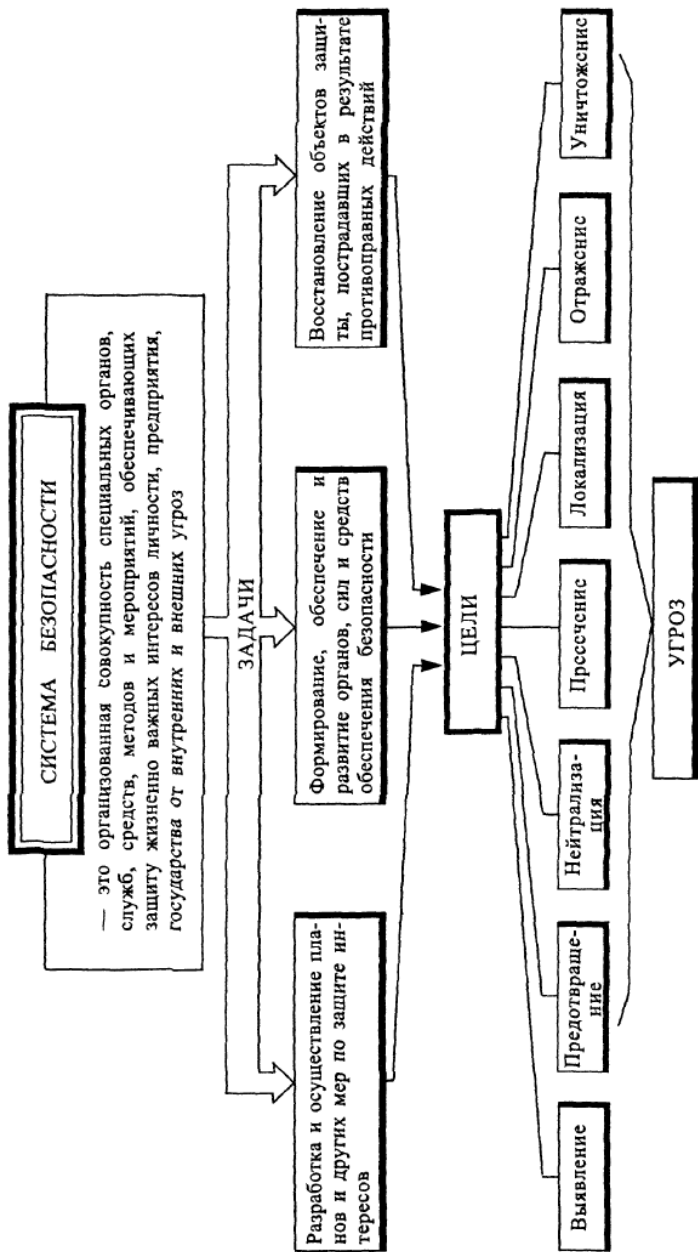 СИСТЕМА БЕЗОПАСНОСТИ
— это организованная совокупность специальных органов,
служб, средств, методов и мероприятий, обеспечивающих
защиту жизненно важных интересов личности, предприятия,
государства от внутренних и внешних угроз
ЗАДАЧИ
Разработка и осуществление пла-
нов и других мер по защите ин-
тересов
Формирование, обеспечение и
развитие органов, сил и средств
обеспечения безопасности
Восстановление объектов защи-
ты, пострадавших в результате
противоправных действий
ЦЕЛИ
Выявление
Предотвраще-
ние
Нейтрализа-
ция
Пресечение
Локализация
Отражение
Уничтожение
УГРОЗ